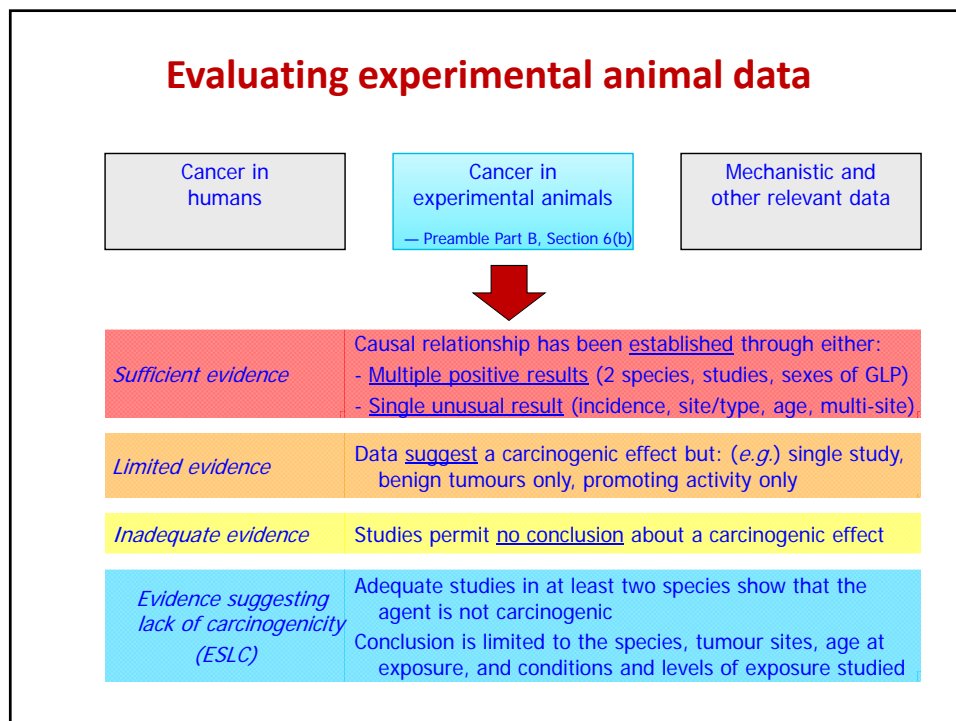 Evaluating experimental animal data
Cancer in
humans
Cancer in
experimental animals
— Preamble Part B, Section 6(b)
Mechanistic and
other relevant data
Sufficient evidence
Causal relationship has been established through either:
- Multiple positive results (2 species, studies, sexes of GLP)
- Single unusual result (incidence, site/type, age, multi-site)
Limited evidence
Data suggest a carcinogenic effect but: (e.g.) single study,
benign tumours only, promoting activity only
Inadequate evidence
Studies permit no conclusion about a carcinogenic effect
Evidence suggesting
lack of carcinogenicity
(ESLC)
Adequate studies in at least two species show that the
agent is not carcinogenic
Conclusion is limited to the species, tumour sites, age at
exposure, and conditions and levels of exposure studied